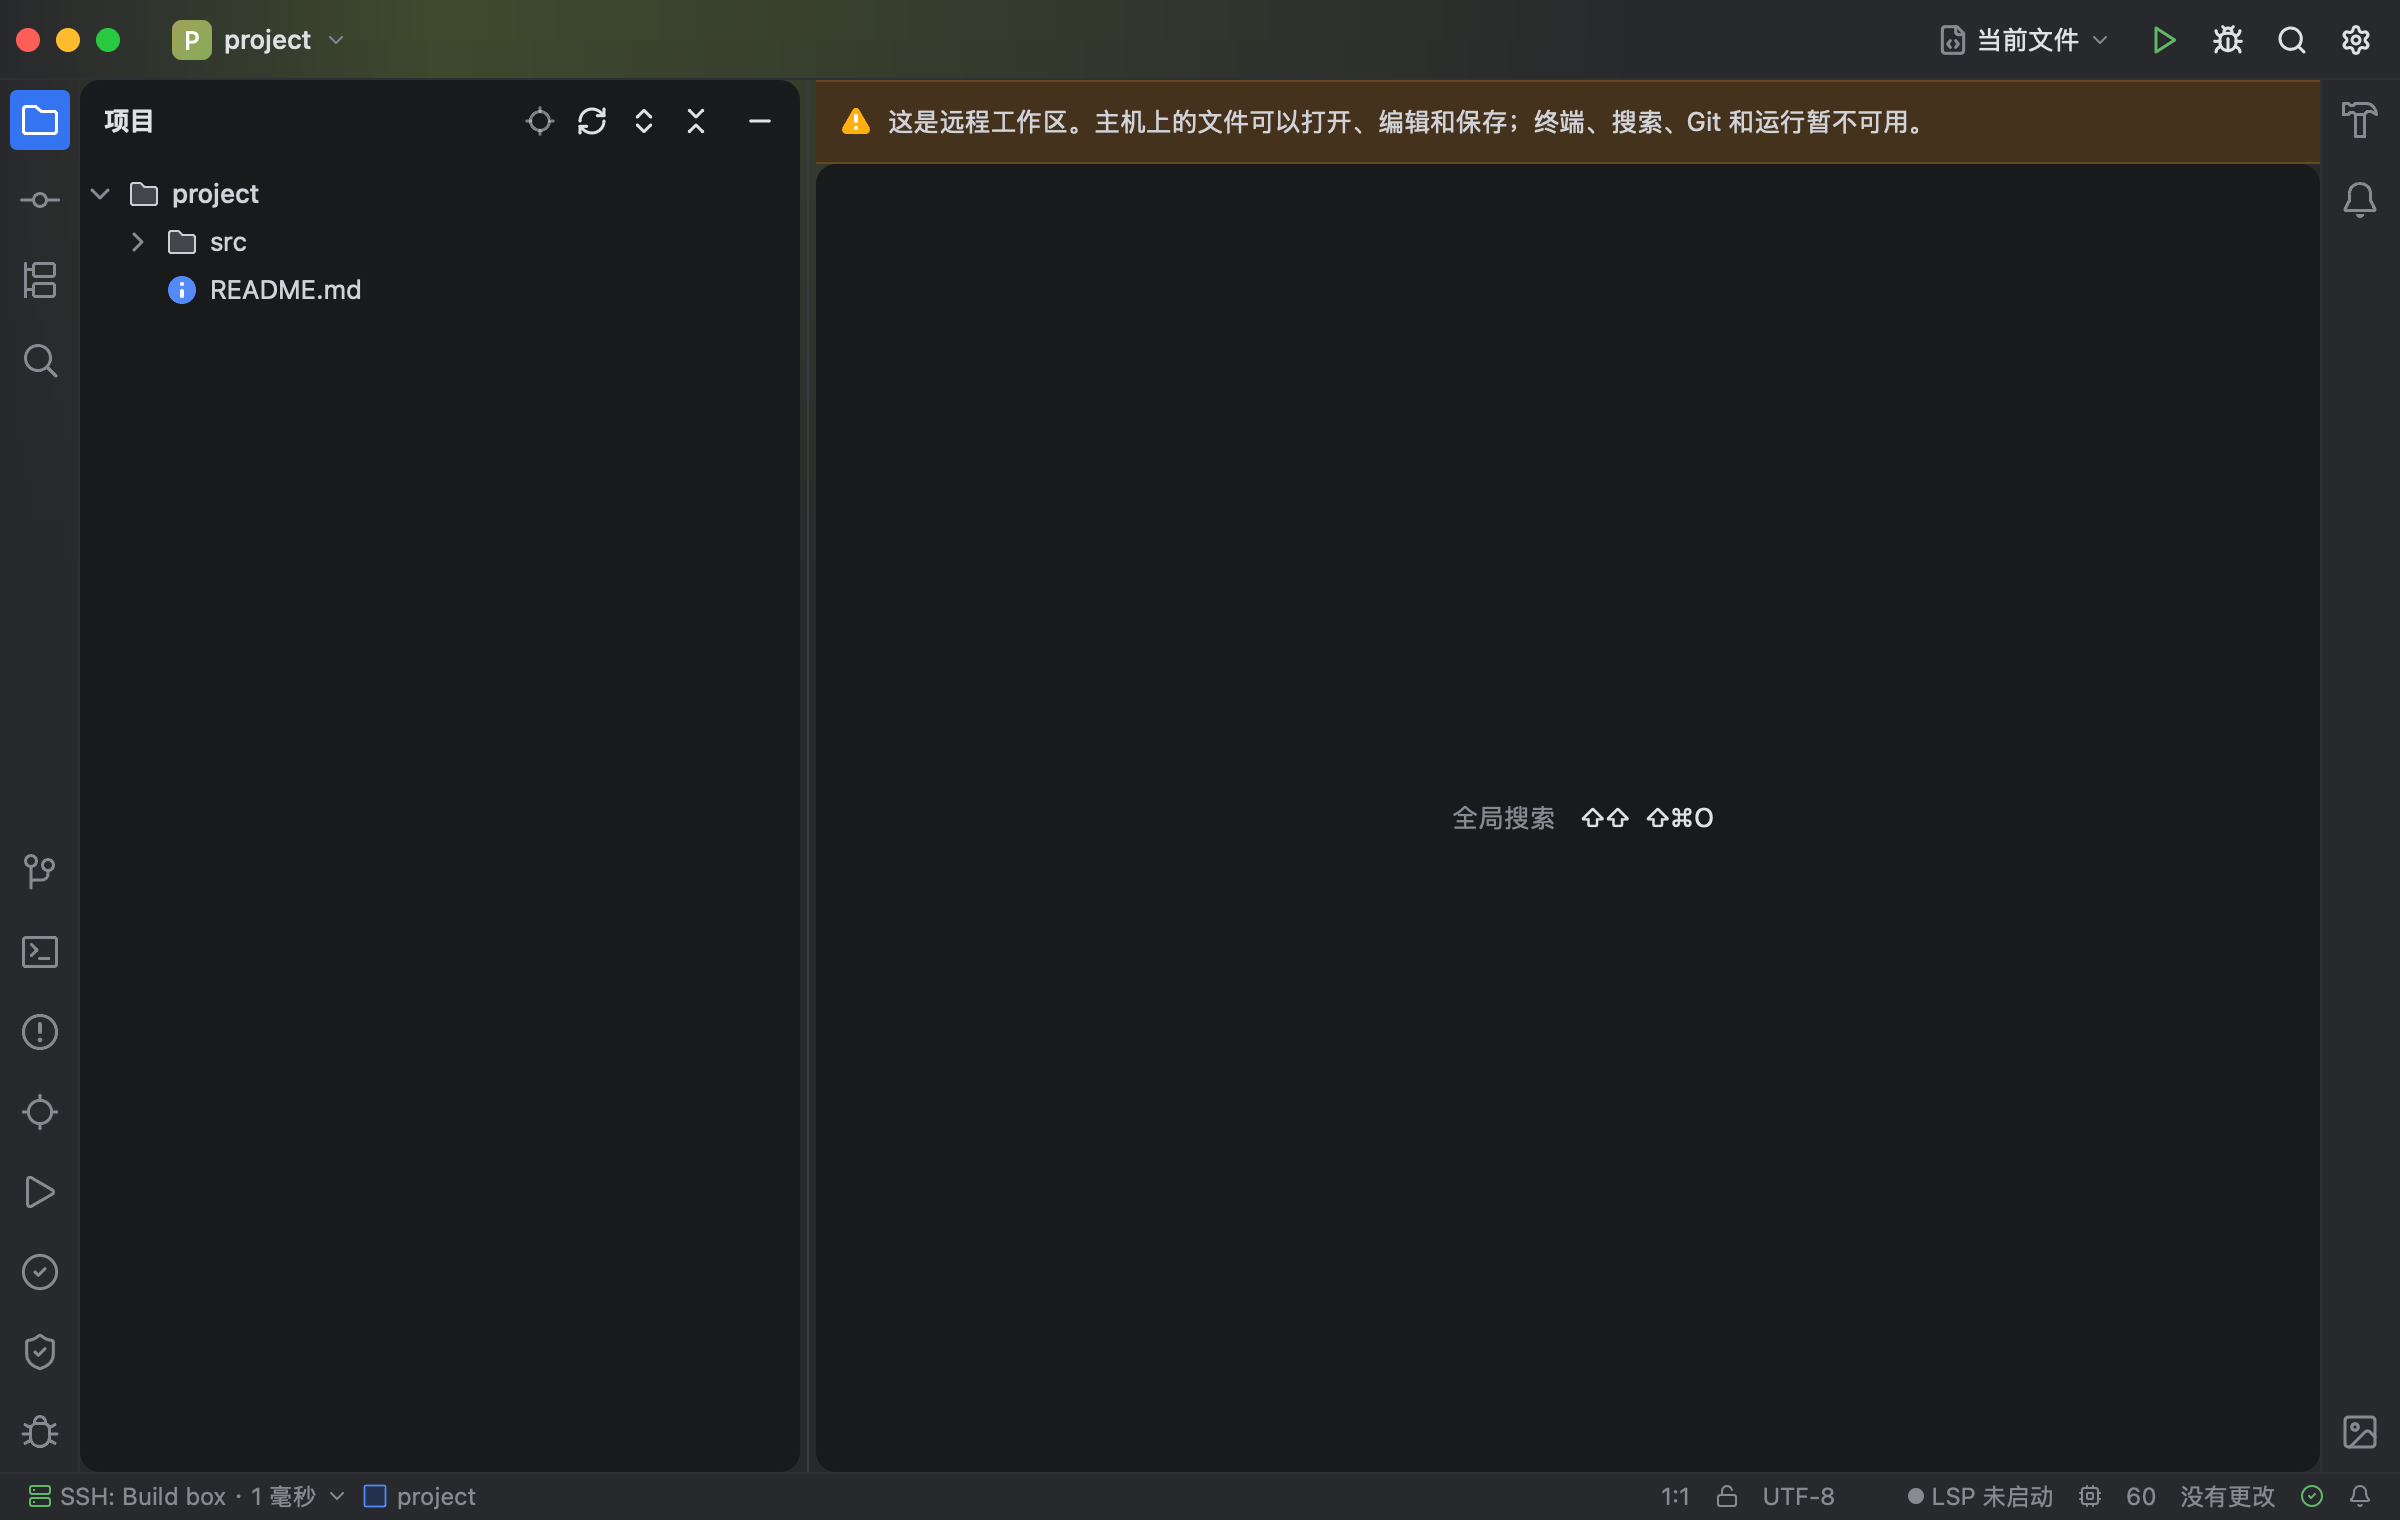 P project
当前文件
项目
这是远程工作区。主机上的文件可以打开、编辑和保存；终端、搜索、Git 和运行暂不可用。
project
src
README.md
全局搜索 ⇧⇧ ⇧⌘O
SSH: Build box · 1 毫秒
project
1:1
UTF-8
LSP 未启动
60
没有更改